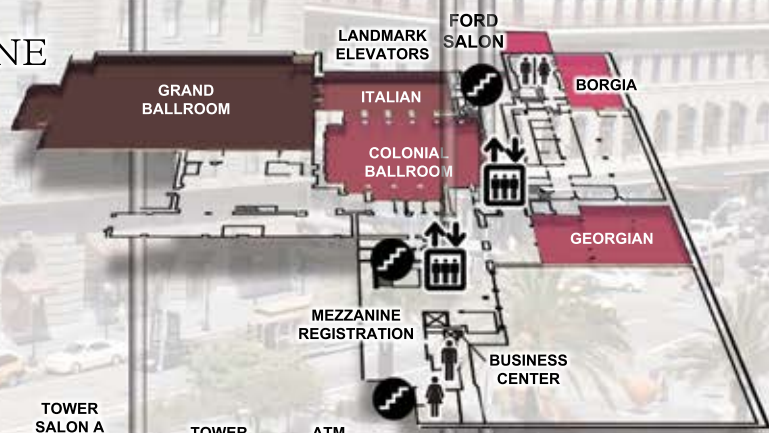 NE
LANDMARK
ELEVATORS
FORD
SALON
GRAND
BALLROOM
ITALIAN
BORGIA
COLONIAL
BALLROOM
GEORGIAN
MEZZANINE
REGISTRATION
BUSINESS
CENTER
TOWER
SALON A
TOWER
ATM